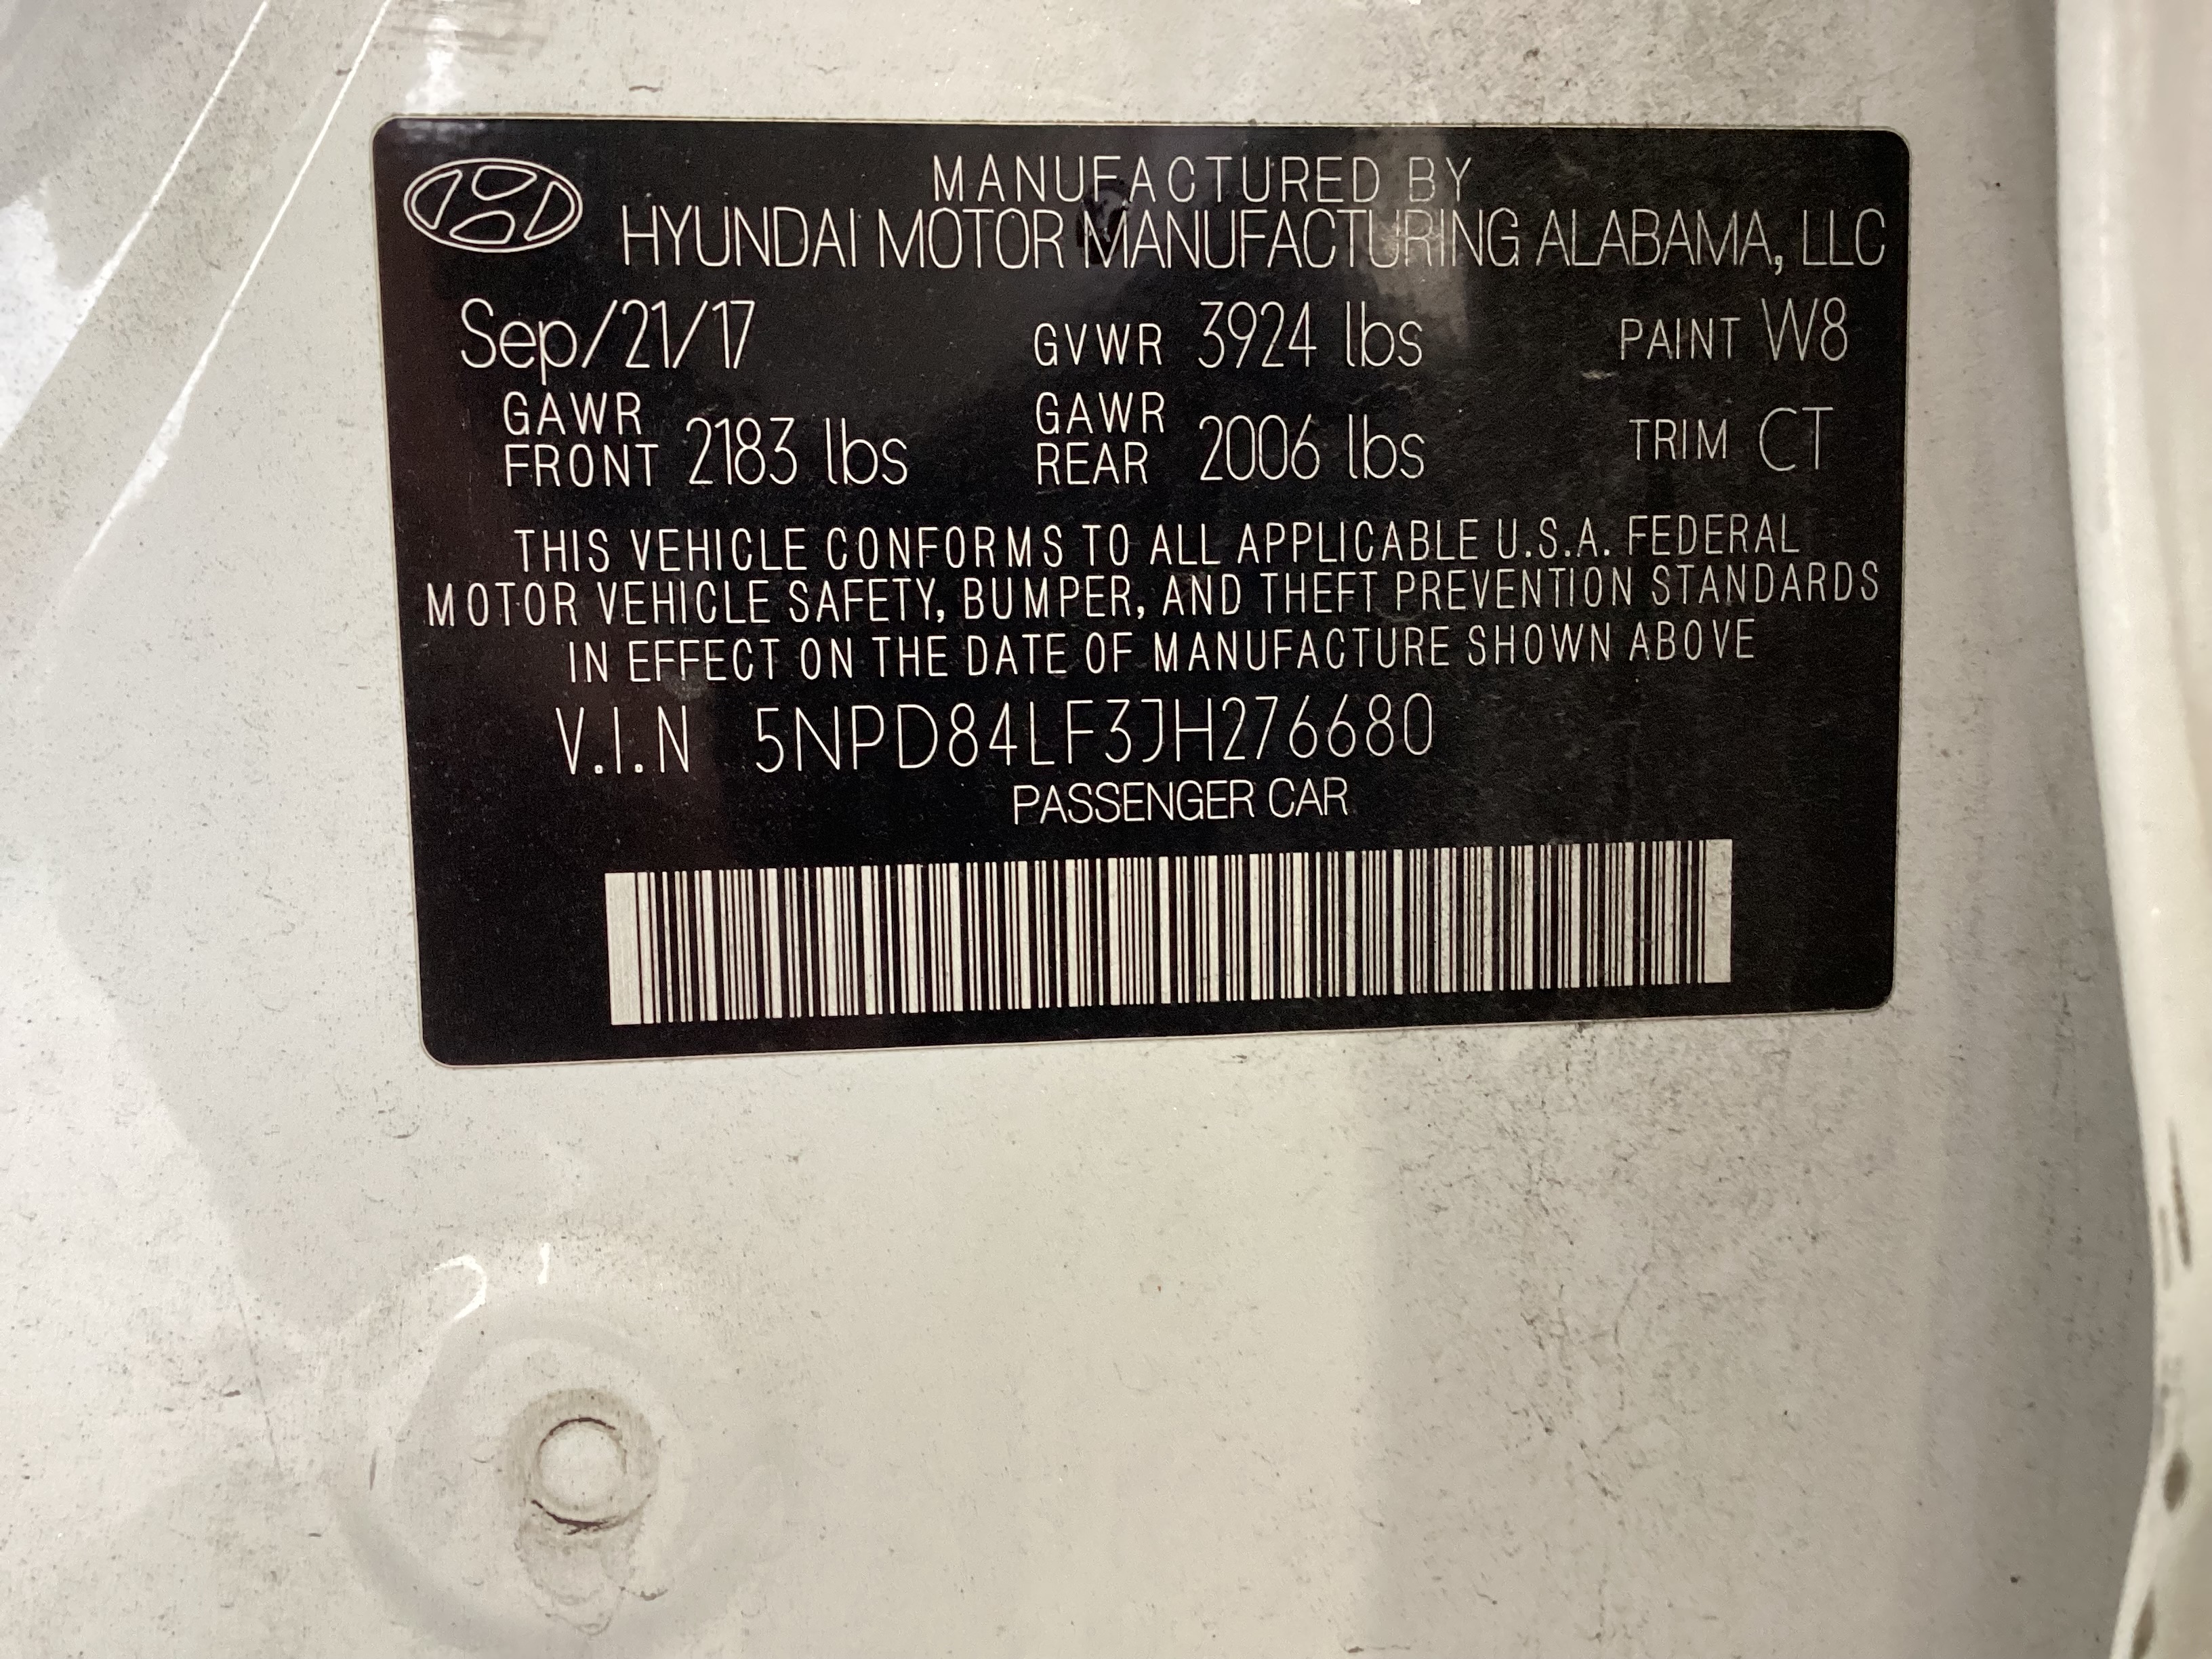 MANUFACTURED BY
HYUNDAI MOTOR MANUFACTURING ALABAMA, LLC
Sep/21/17 GVWR 3924 lbs PAINT W8
GAWR FRONT 2183 lbs GAWR REAR 2006 lbs TRIM CT
THIS VEHICLE CONFORMS TO ALL APPLICABLE U.S.A. FEDERAL
MOTOR VEHICLE SAFETY, BUMPER, AND THEFT PREVENTION STANDARDS
IN EFFECT ON THE DATE OF MANUFACTURE SHOWN ABOVE
V.I.N 5NPD84LF3JH276680
PASSENGER CAR